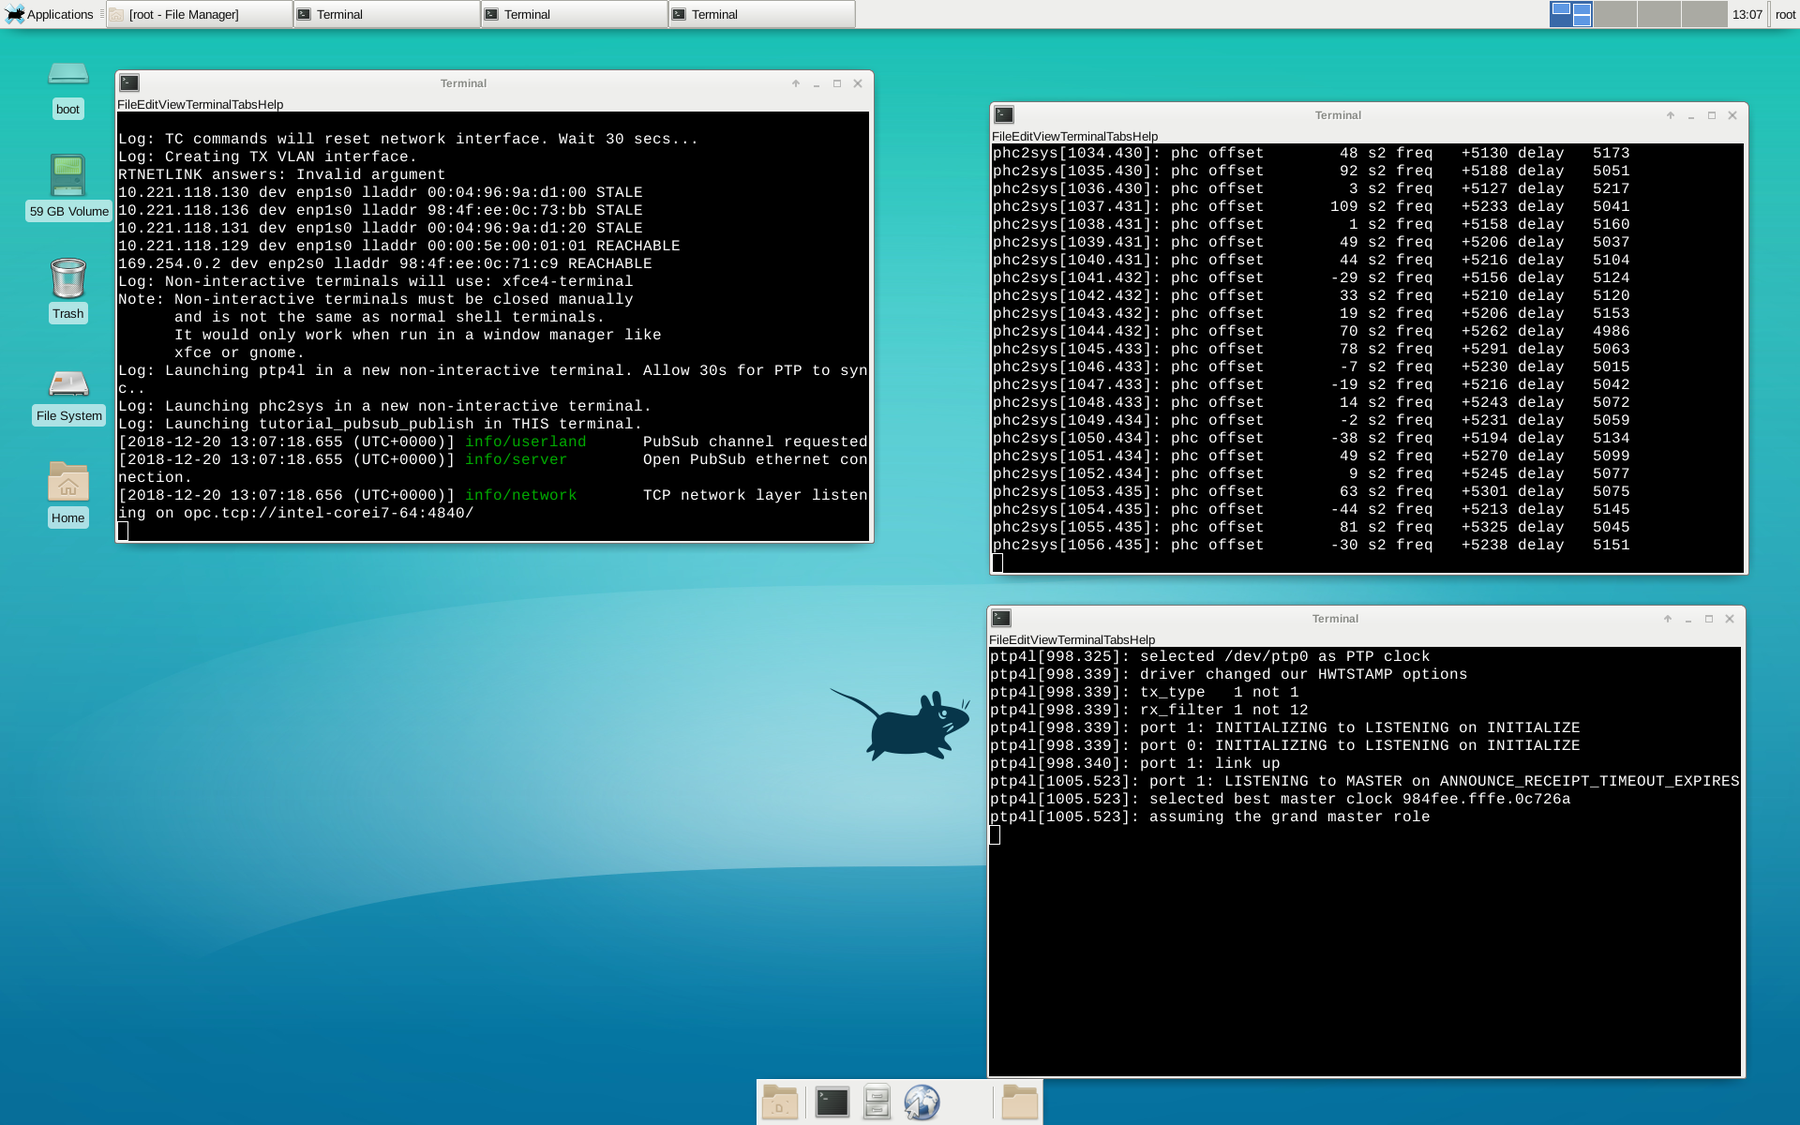 Applications
[root - File Manager]
Terminal
Terminal
Terminal
13:07
root
boot
59 GB Volume
Trash
File System
Home
Terminal
FileEditViewTerminalTabsHelp
Log: TC commands will reset network interface. Wait 30 secs...
Log: Creating TX VLAN interface.
RTNETLINK answers: Invalid argument
10.221.118.130 dev enp1s0 lladdr 00:04:96:9a:d1:00 STALE
10.221.118.136 dev enp1s0 lladdr 98:4f:ee:0c:73:bb STALE
10.221.118.131 dev enp1s0 lladdr 00:04:96:9a:d1:20 STALE
10.221.118.129 dev enp1s0 lladdr 00:00:5e:00:01:01 REACHABLE
169.254.0.2 dev enp2s0 lladdr 98:4f:ee:0c:71:c9 REACHABLE
Log: Non-interactive terminals will use: xfce4-terminal
Note: Non-interactive terminals must be closed manually
and is not the same as normal shell terminals.
It would only work when run in a window manager like
xfce or gnome.
Log: Launching ptp4l in a new non-interactive terminal. Allow 30s for PTP to syn
c..
Log: Launching phc2sys in a new non-interactive terminal.
Log: Launching tutorial_pubsub_publish in THIS terminal.
[2018-12-20 13:07:18.655 (UTC+0000)] info/userland PubSub channel requested
[2018-12-20 13:07:18.655 (UTC+0000)] info/server Open PubSub ethernet con
nection.
[2018-12-20 13:07:18.656 (UTC+0000)] info/network TCP network layer listen
ing on opc.tcp://intel-corei7-64:4840/
Terminal
FileEditViewTerminalTabsHelp
phc2sys[1034.430]: phc offset 48 s2 freq +5130 delay 5173
phc2sys[1035.430]: phc offset 92 s2 freq +5188 delay 5051
phc2sys[1036.430]: phc offset 3 s2 freq +5127 delay 5217
phc2sys[1037.431]: phc offset 109 s2 freq +5233 delay 5041
phc2sys[1038.431]: phc offset 1 s2 freq +5158 delay 5160
phc2sys[1039.431]: phc offset 49 s2 freq +5206 delay 5037
phc2sys[1040.431]: phc offset 44 s2 freq +5216 delay 5104
phc2sys[1041.432]: phc offset -29 s2 freq +5156 delay 5124
phc2sys[1042.432]: phc offset 33 s2 freq +5210 delay 5120
phc2sys[1043.432]: phc offset 19 s2 freq +5206 delay 5153
phc2sys[1044.432]: phc offset 70 s2 freq +5262 delay 4986
phc2sys[1045.433]: phc offset 78 s2 freq +5291 delay 5063
phc2sys[1046.433]: phc offset -7 s2 freq +5230 delay 5015
phc2sys[1047.433]: phc offset -19 s2 freq +5216 delay 5042
phc2sys[1048.433]: phc offset 14 s2 freq +5243 delay 5072
phc2sys[1049.434]: phc offset -2 s2 freq +5231 delay 5059
phc2sys[1050.434]: phc offset -38 s2 freq +5194 delay 5134
phc2sys[1051.434]: phc offset 49 s2 freq +5270 delay 5099
phc2sys[1052.434]: phc offset 9 s2 freq +5245 delay 5077
phc2sys[1053.435]: phc offset 63 s2 freq +5301 delay 5075
phc2sys[1054.435]: phc offset -44 s2 freq +5213 delay 5145
phc2sys[1055.435]: phc offset 81 s2 freq +5325 delay 5045
phc2sys[1056.435]: phc offset -30 s2 freq +5238 delay 5151
Terminal
FileEditViewTerminalTabsHelp
ptp4l[998.325]: selected /dev/ptp0 as PTP clock
ptp4l[998.339]: driver changed our HWTSTAMP options
ptp4l[998.339]: tx_type 1 not 1
ptp4l[998.339]: rx_filter 1 not 12
ptp4l[998.339]: port 1: INITIALIZING to LISTENING on INITIALIZE
ptp4l[998.339]: port 0: INITIALIZING to LISTENING on INITIALIZE
ptp4l[998.340]: port 1: link up
ptp4l[1005.523]: port 1: LISTENING to MASTER on ANNOUNCE_RECEIPT_TIMEOUT_EXPIRES
ptp4l[1005.523]: selected best master clock 984fee.fffe.0c726a
ptp4l[1005.523]: assuming the grand master role